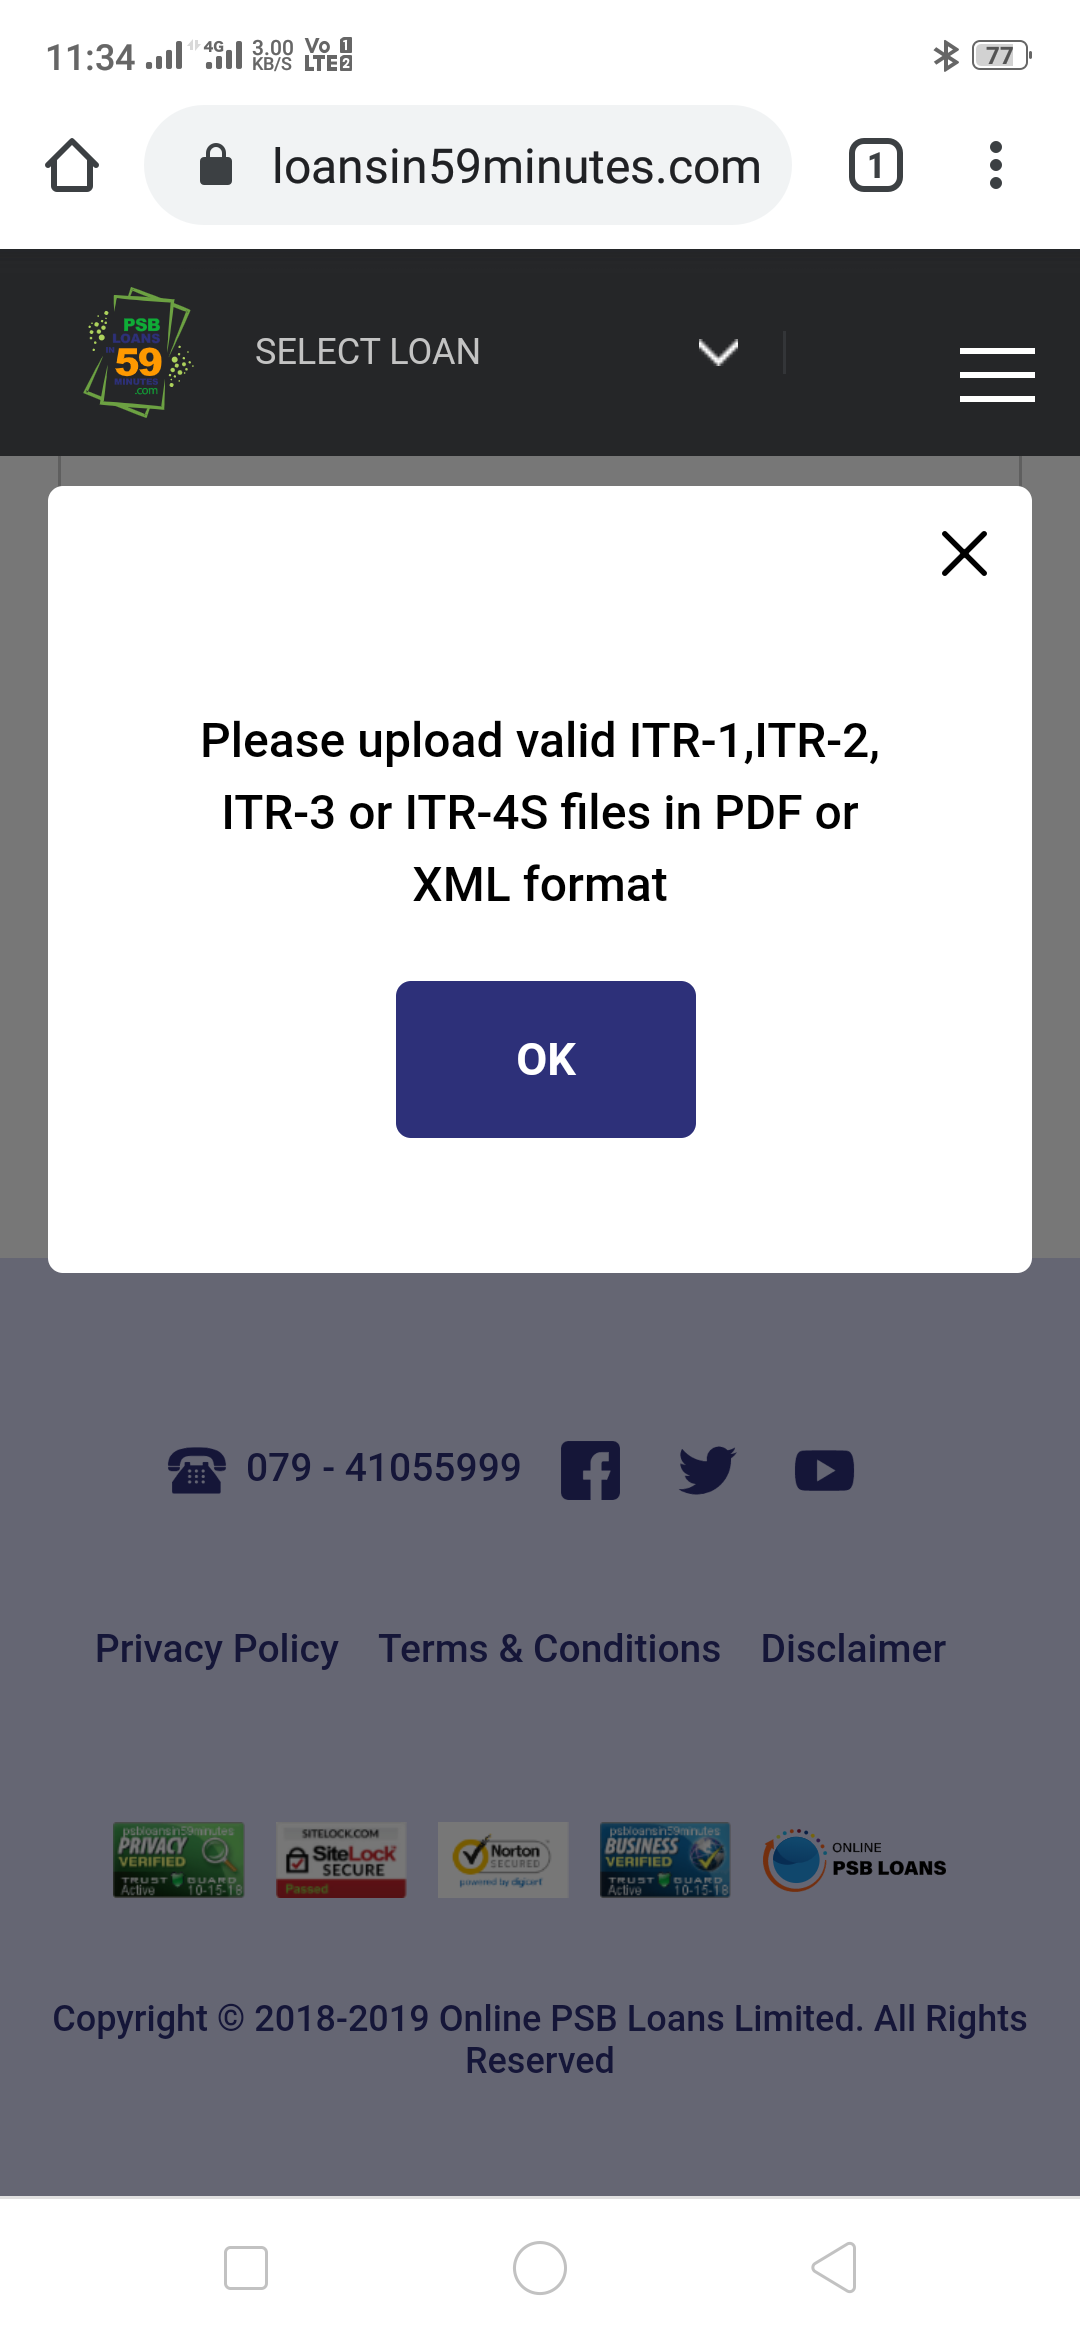 11:34 4G 3.00 KB/S Vo LTE 1 2 77
loansin59minutes.com 1
PSB
LOANS
IN 59
MINUTES
.com
SELECT LOAN
Please upload valid ITR-1,ITR-2,
ITR-3 or ITR-4S files in PDF or
XML format
OK
079 - 41055999
Privacy Policy Terms & Conditions Disclaimer
psbloansin59minutes
PRIVACY
VERIFIED
TRUST GUARD
Active 10-15-18
SITELOCK.COM
SiteLock
SECURE
Passed
Norton
SECURED
powered by digicert
psbloansin59minutes
BUSINESS
VERIFIED
TRUST GUARD
Active 10-15-18
ONLINE
PSB LOANS
Copyright © 2018-2019 Online PSB Loans Limited. All Rights
Reserved